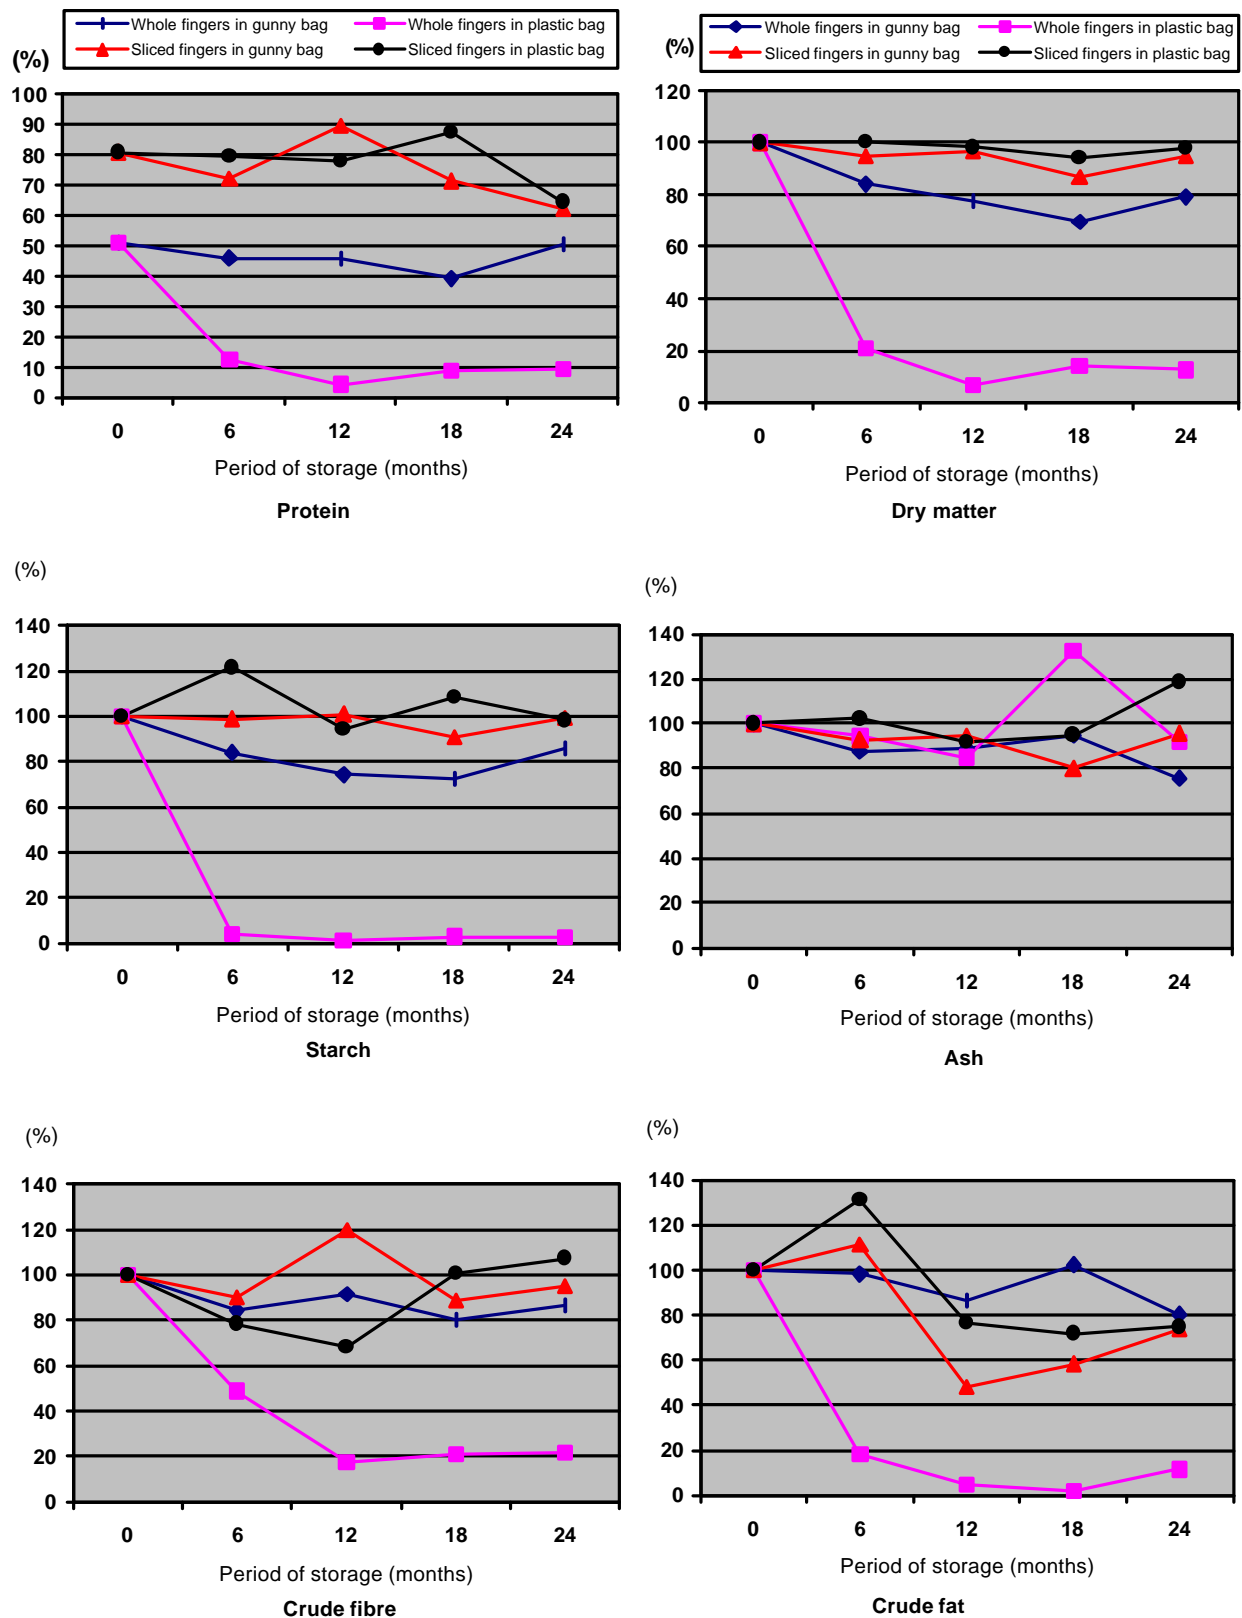 Whole fingers in gunny bag Whole fingers in plastic bag
Sliced fingers in gunny bag Sliced fingers in plastic bag
(%)
100
90
80
70
60
50
40
30
20
10
0
0 6 12 18 24
Period of storage (months)
Protein
Whole fingers in gunny bag Whole fingers in plastic bag
Sliced fingers in gunny bag Sliced fingers in plastic bag
(%)
120
100
80
60
40
20
0
0 6 12 18 24
Period of storage (months)
Dry matter
(%)
140
120
100
80
60
40
20
0
0 6 12 18 24
Period of storage (months)
Starch
(%)
140
120
100
80
60
40
20
0
0 6 12 18 24
Period of storage (months)
Ash
(%)
140
120
100
80
60
40
20
0
0 6 12 18 24
Period of storage (months)
Crude fibre
(%)
140
120
100
80
60
40
20
0
0 6 12 18 24
Period of storage (months)
Crude fat